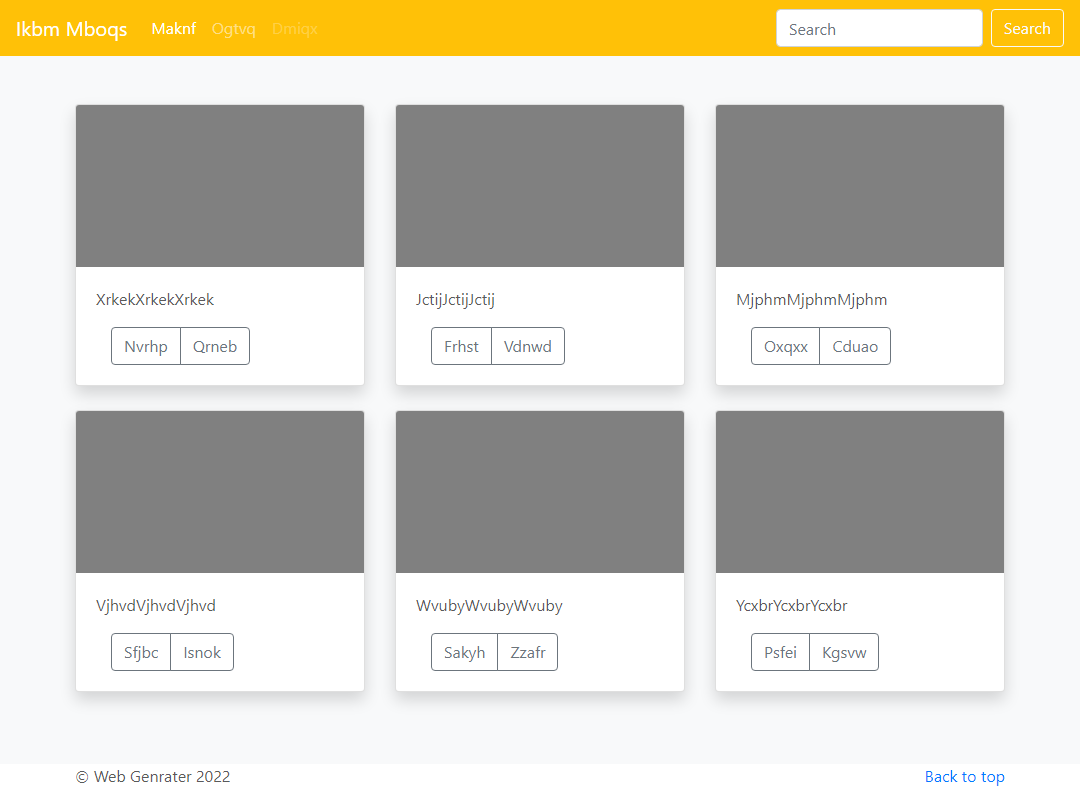 Ikbm Mboqs Maknf Ogtvq Dmiqx Search Search
XrkekXrkekXrkek JctijJctijJctij MjphmMjphmMjphm
Nvrhp Qrneb Frhst Vdnwd Oxqxx Cduao
VjhvdVjhvdVjhvd WvubyWvubyWvuby YcxbrYcxbrYcxbr
Sfjbc Isnok Sakyh Zzafr Psfei Kgsvw
© Web Genrater 2022 Back to top